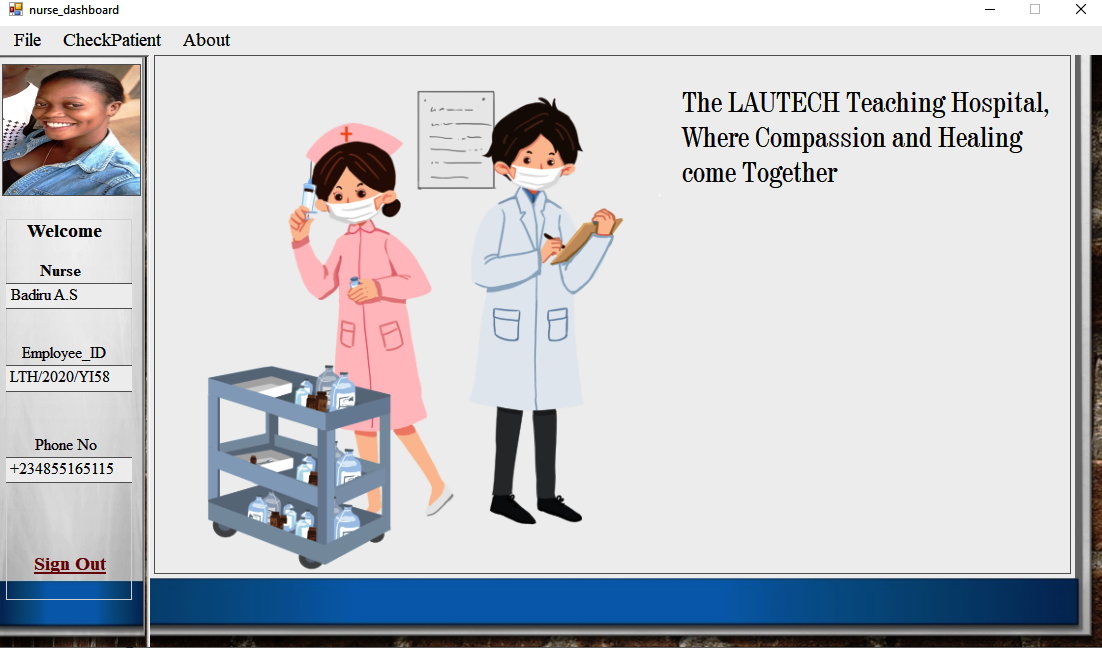 nurse_dashboard
File CheckPatient About
The LAUTECH Teaching Hospital,
Where Compassion and Healing
come Together
Welcome
Nurse
Badiru A.S
Employee_ID
LTH/2020/YI58
Phone No
+234855165115
Sign Out